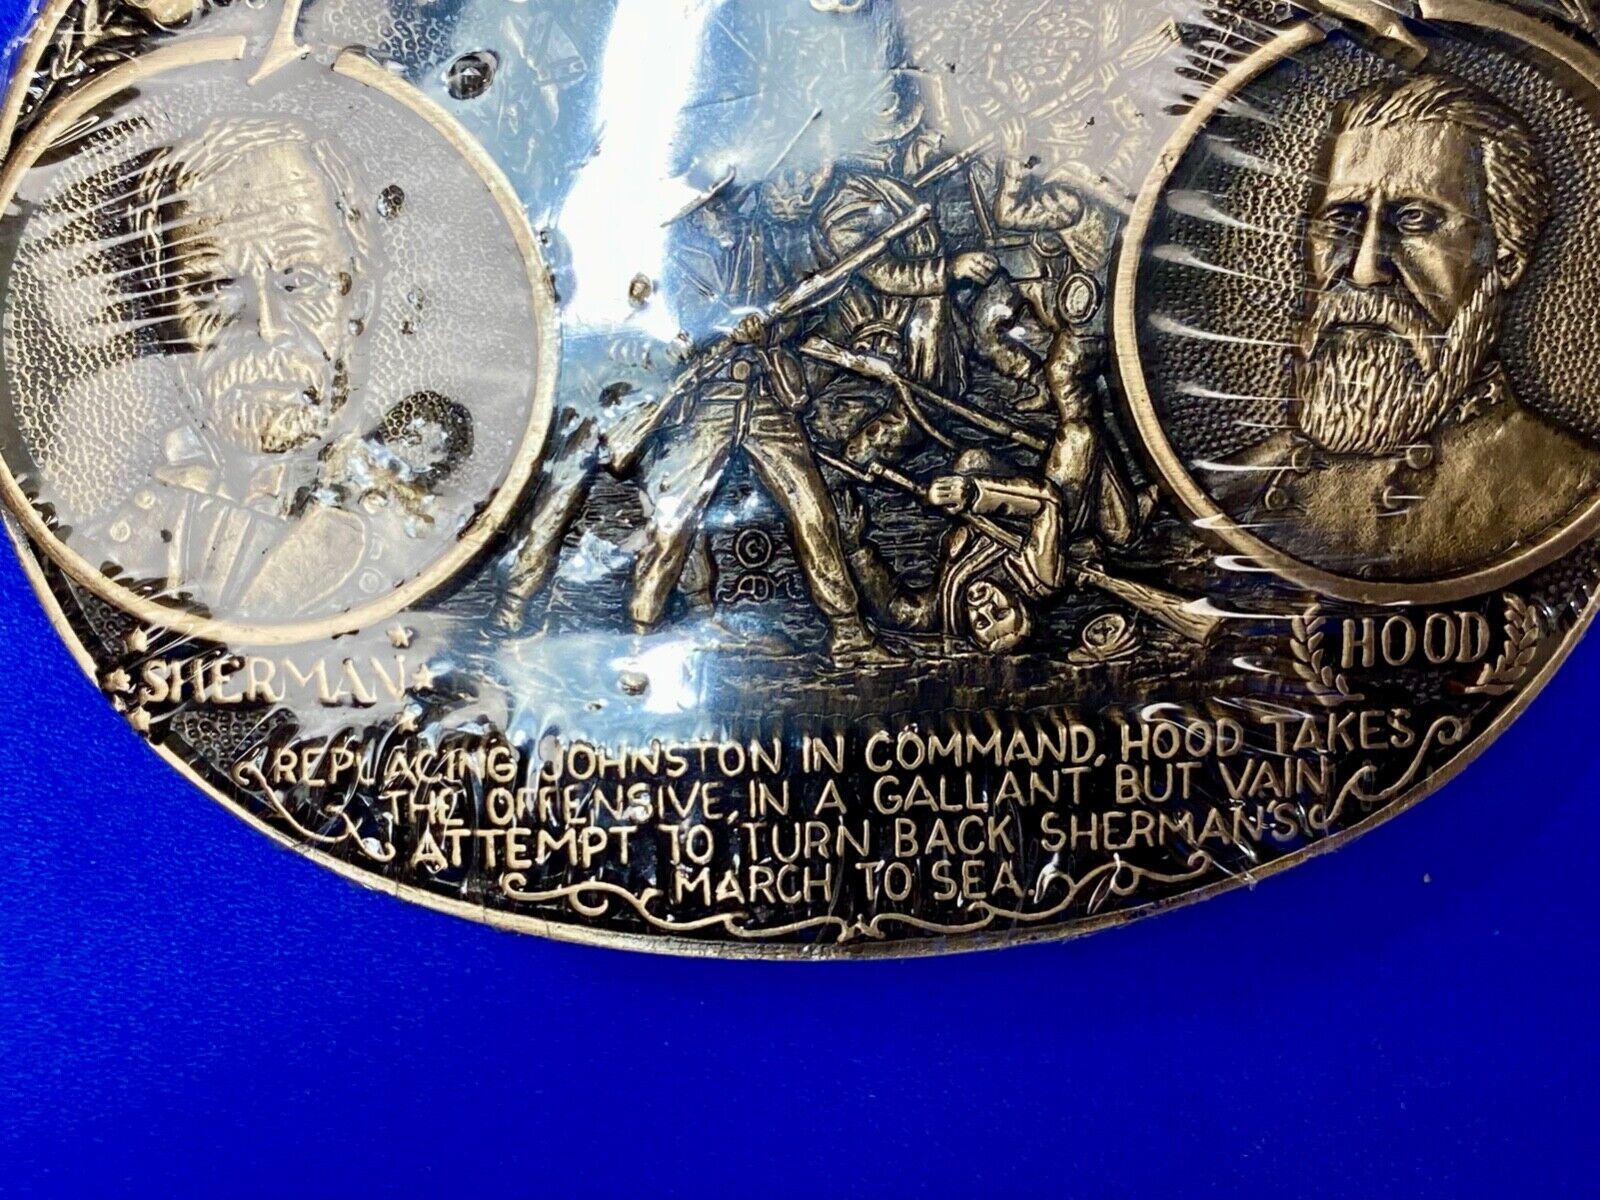 SHERMAN
HOOD
REPLACING JOHNSTON IN COMMAND, HOOD TAKES
THE OFFENSIVE, IN A GALLANT BUT VAIN
ATTEMPT TO TURN BACK SHERMAN'S
MARCH TO SEA.
©